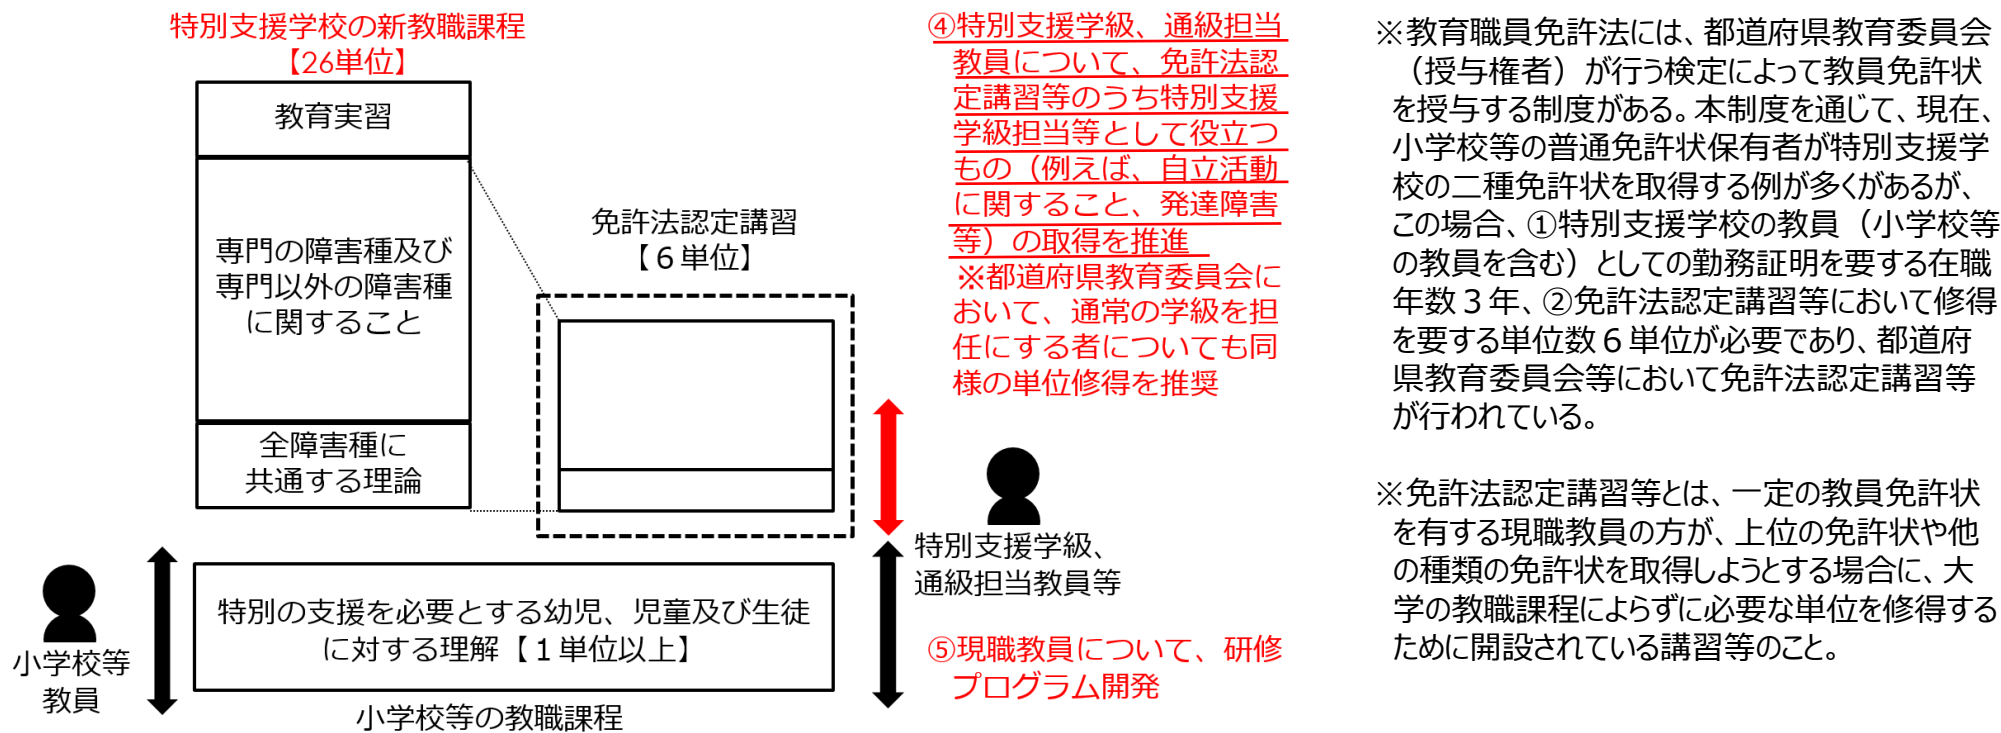 特別支援学校の新教職課程
【26単位】
教育実習
専門の障害種及び
専門以外の障害種
に関すること
全障害種に
共通する理論
免許法認定講習
【６単位】
小学校等
教員
特別の支援を必要とする幼児、児童及び生徒
に対する理解【１単位以上】
小学校等の教職課程
④特別支援学級、通級担当
教員について、免許法認
定講習等のうち特別支援
学級担当等として役立つ
もの（例えば、自立活動
に関すること、発達障害
等）の取得を推進
※都道府県教育委員会に
おいて、通常の学級を担
任にする者についても同
様の単位修得を推奨
特別支援学級、
通級担当教員等
⑤現職教員について、研修
プログラム開発
※教育職員免許法には、都道府県教育委員会
（授与権者）が行う検定によって教員免許状
を授与する制度がある。本制度を通じて、現在、
小学校等の普通免許状保有者が特別支援学
校の二種免許状を取得する例が多くがあるが、
この場合、①特別支援学校の教員（小学校等
の教員を含む）としての勤務証明を要する在職
年数３年、②免許法認定講習等において修得
を要する単位数６単位が必要であり、都道府
県教育委員会等において免許法認定講習等
が行われている。
※免許法認定講習等とは、一定の教員免許状
を有する現職教員の方が、上位の免許状や他
の種類の免許状を取得しようとする場合に、大
学の教職課程によらずに必要な単位を修得する
ために開設されている講習等のこと。